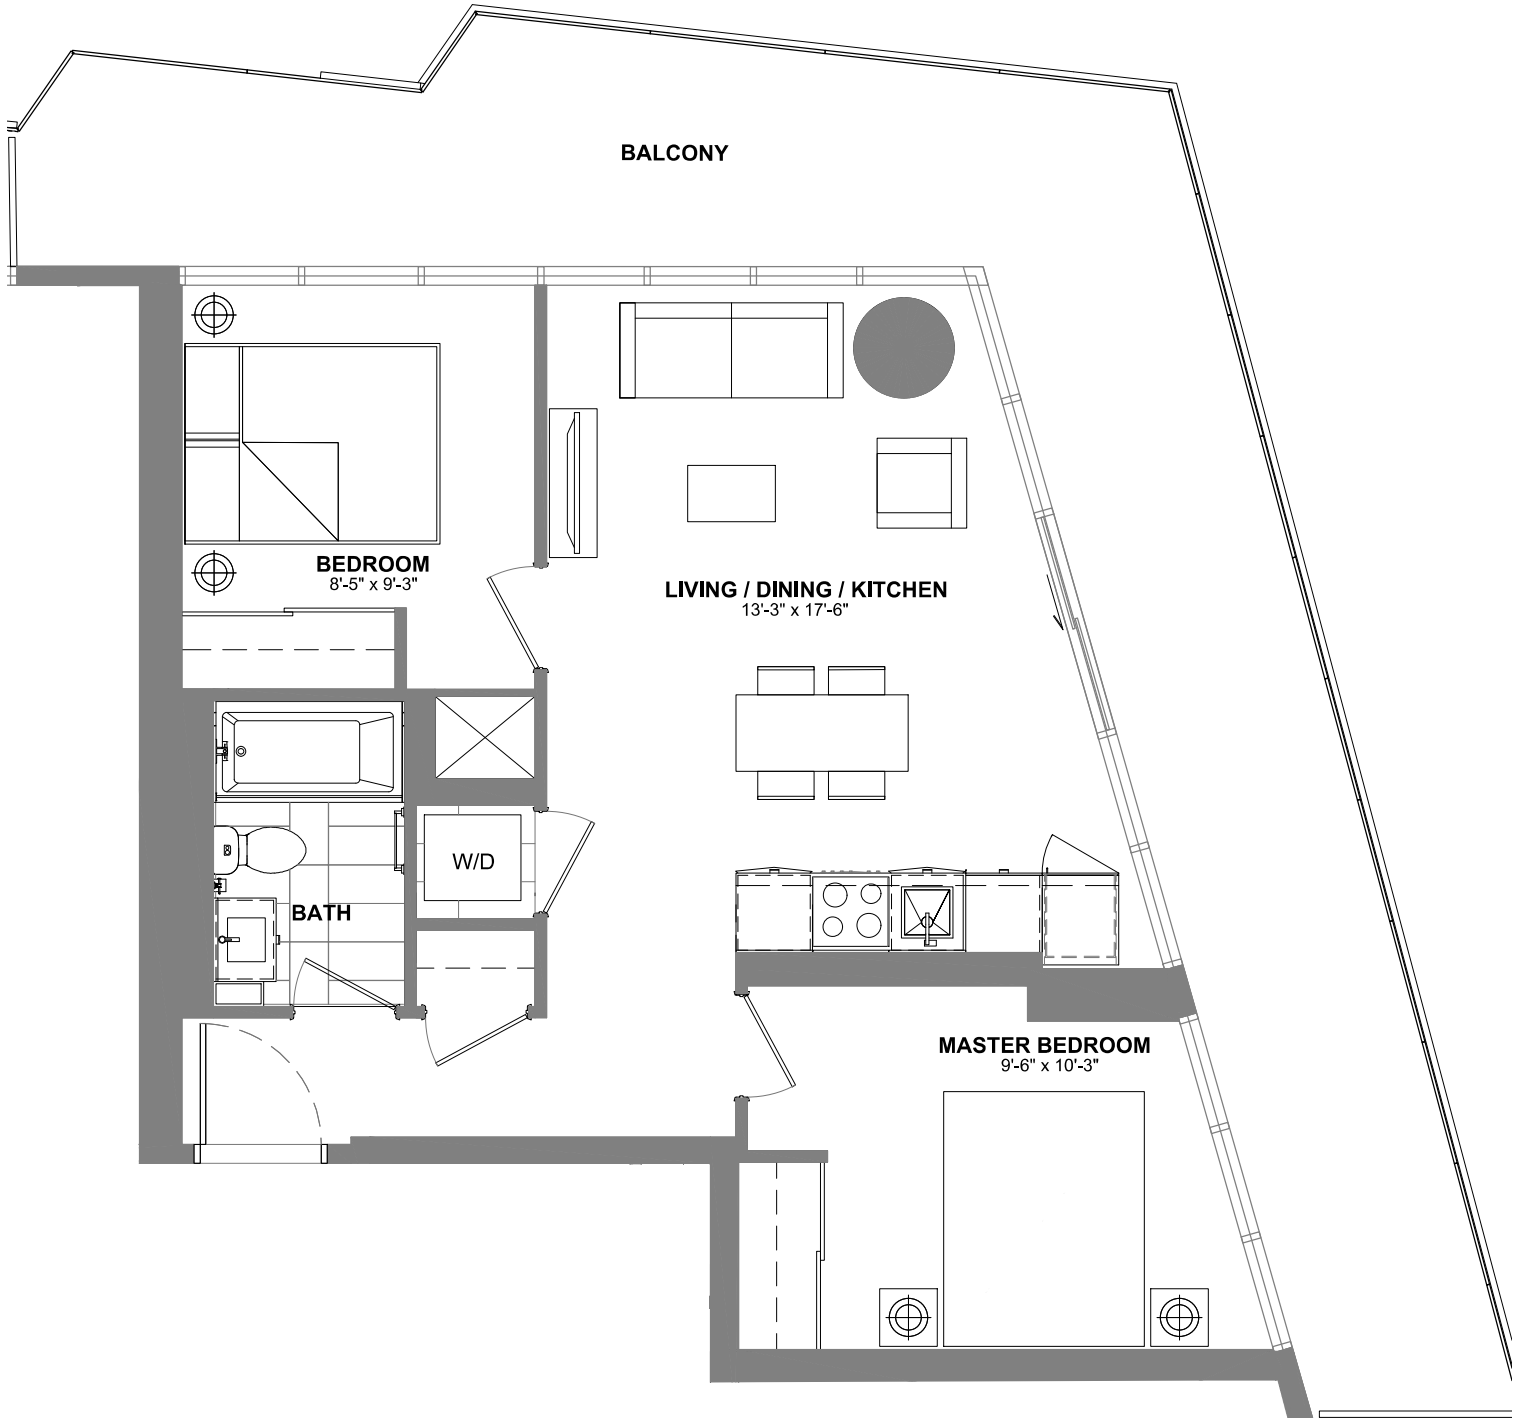 BALCONY
BEDROOM
8'-5" x 9'-3"
LIVING / DINING / KITCHEN
13'-3" x 17'-6"
W/D
BATH
MASTER BEDROOM
9'-6" x 10'-3"